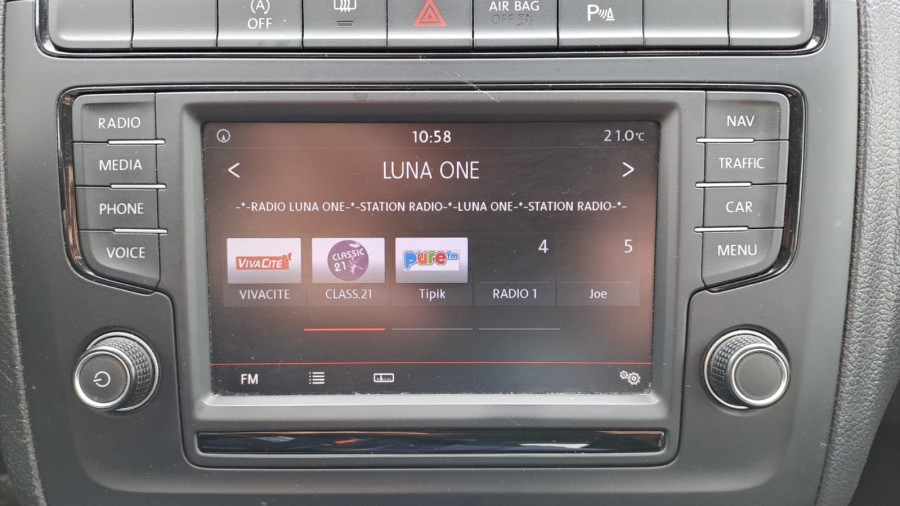 (A)
OFF
AIR BAG
OFF ON
P
RADIO
MEDIA
PHONE
VOICE
10:58
21.0°C
< LUNA ONE >
-*-RADIO LUNA ONE-*-STATION RADIO-*-LUNA ONE-*-STATION RADIO-*-
VIVACITÉ
CLASSIC 21
pure fm
4
5
VIVACITE
CLASS.21
Tipik
RADIO 1
Joe
FM
NAV
TRAFFIC
CAR
MENU